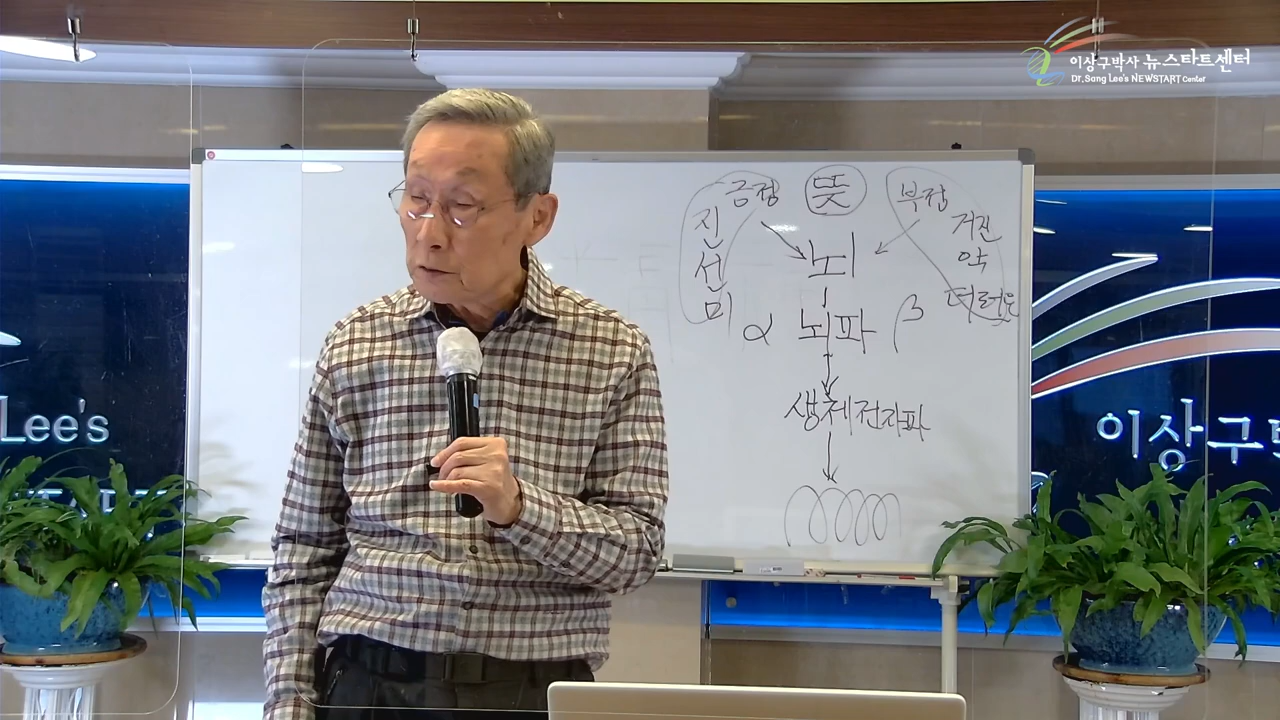 이상구박사 뉴스타트센터
Dr. Sang Lee's NEWSTART Center
긍정 뜻 부정
진 선 미
거짓
악
더러움
뇌
α 뇌파 β
생체전자파
Lee's
이상구박